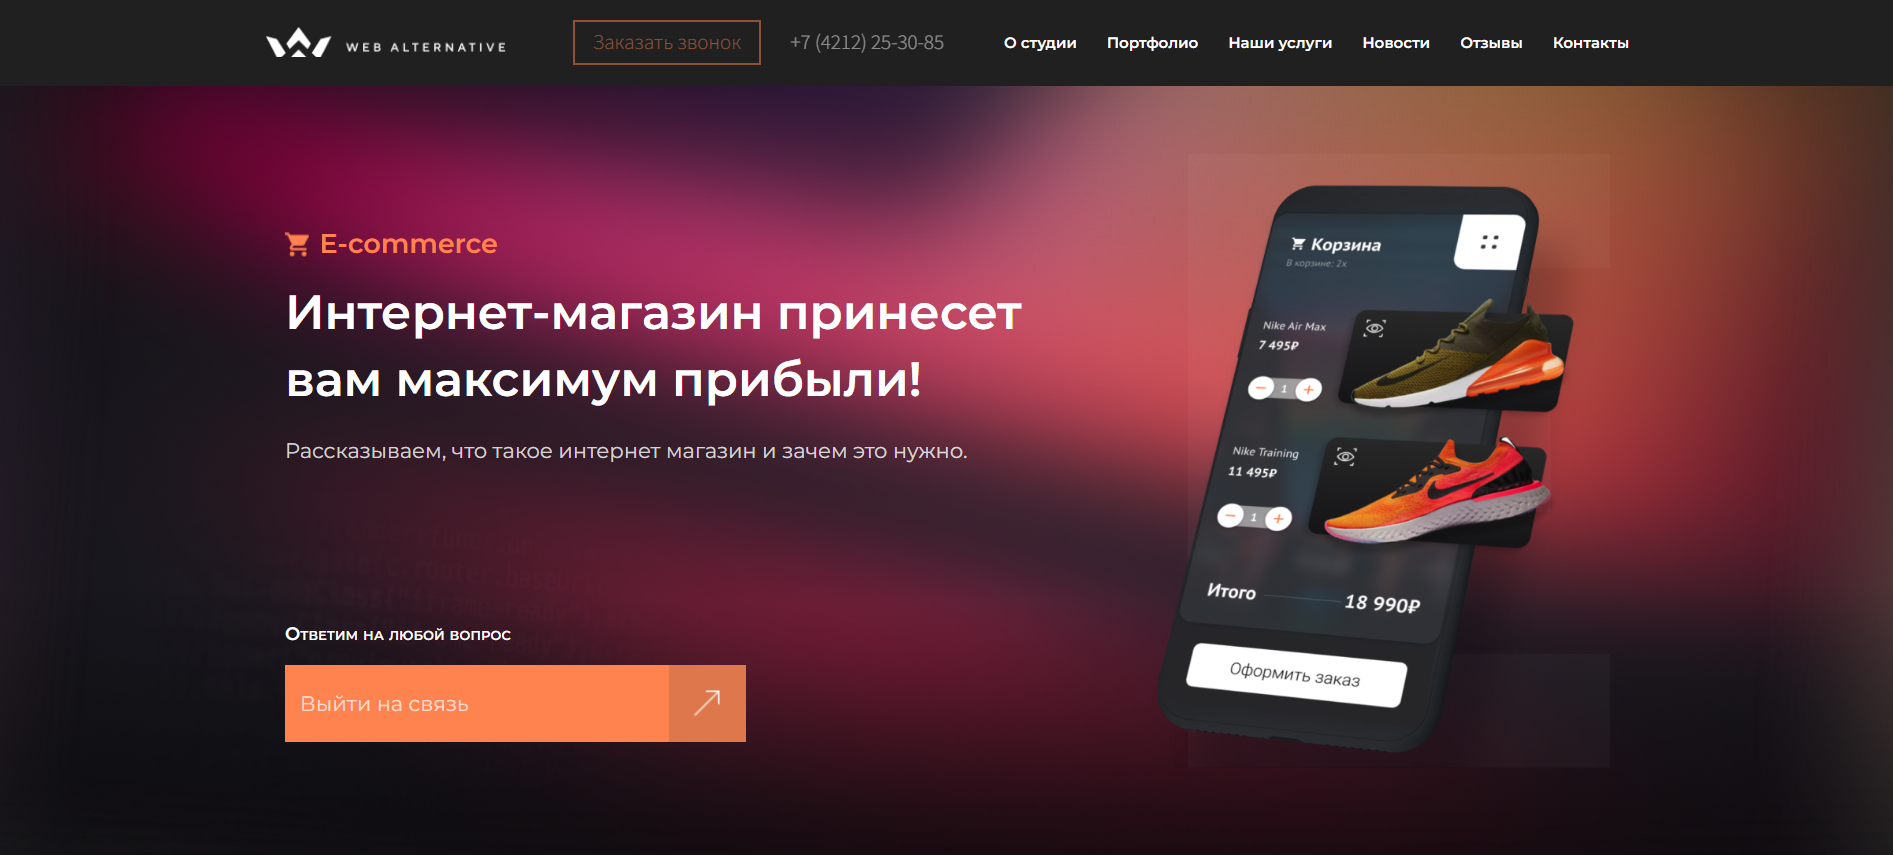 WEB ALTERNATIVE
Заказать звонок
+7 (4212) 25-30-85
О студии
Портфолио
Наши услуги
Новости
Отзывы
Контакты
E-commerce
Интернет-магазин принесет
вам максимум прибыли!
Рассказываем, что такое интернет магазин и зачем это нужно.
Ответим на любой вопрос
Выйти на связь
Корзина
В корзине: 2x
Nike Air Max
7 495₽
1
Nike Training
11 495₽
1
Итого 18 990₽
Оформить заказ